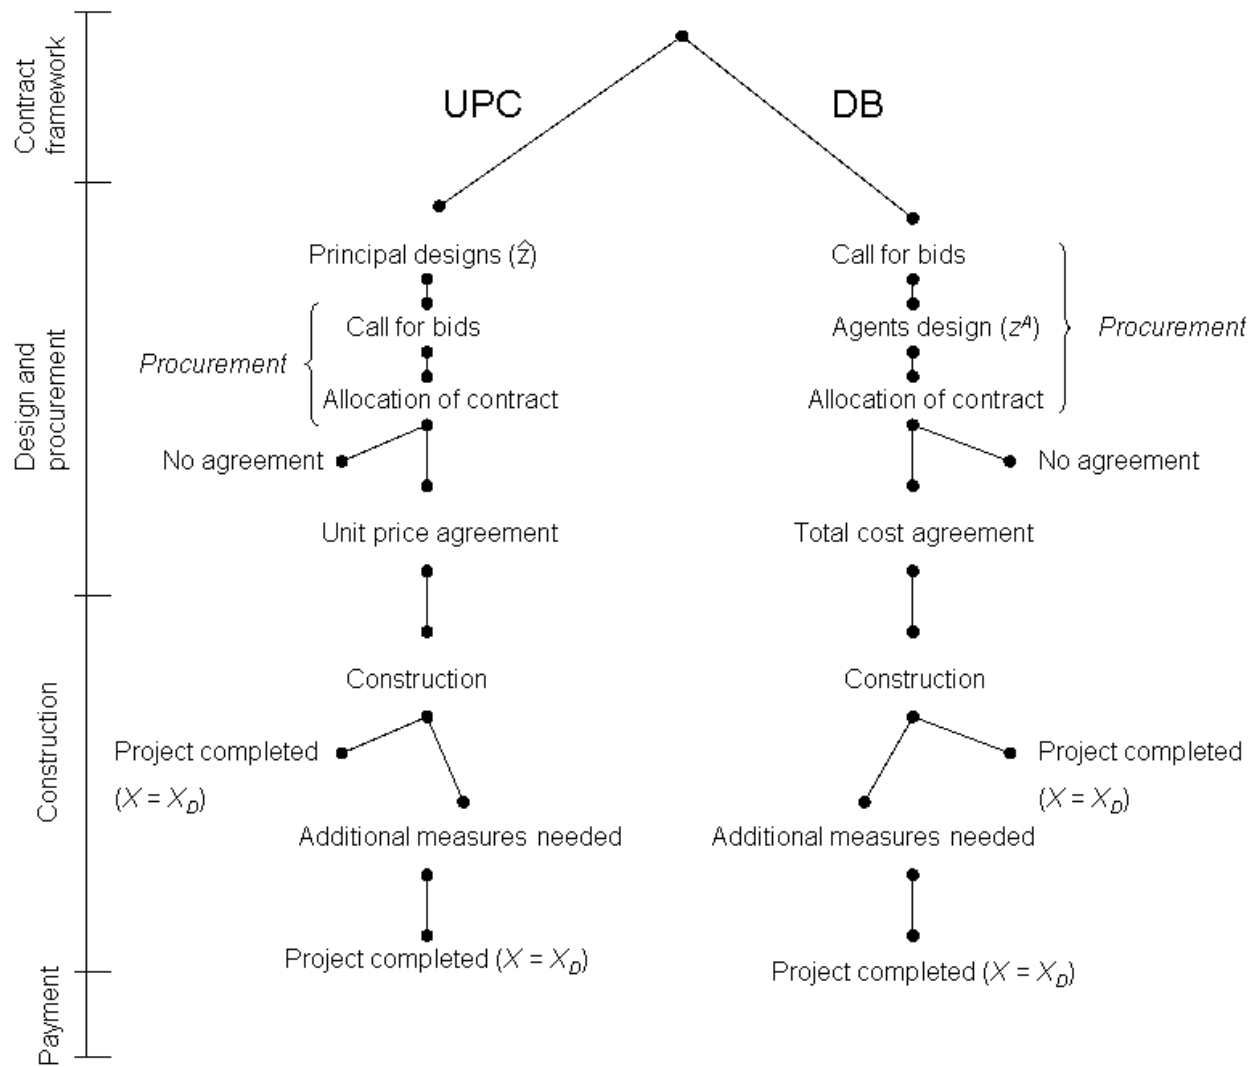 Contract
framework
UPC
DB
Design and
procurement
Principal designs (ẑ)
Call for bids
Procurement
Allocation of contract
No agreement
Unit price agreement
Call for bids
Agents design (z^A)
Procurement
Allocation of contract
No agreement
Total cost agreement
Construction
Construction
Project completed
(X = X_D)
Additional measures needed
Project completed (X = X_D)
Construction
Project completed
(X = X_D)
Additional measures needed
Project completed (X = X_D)
Payment